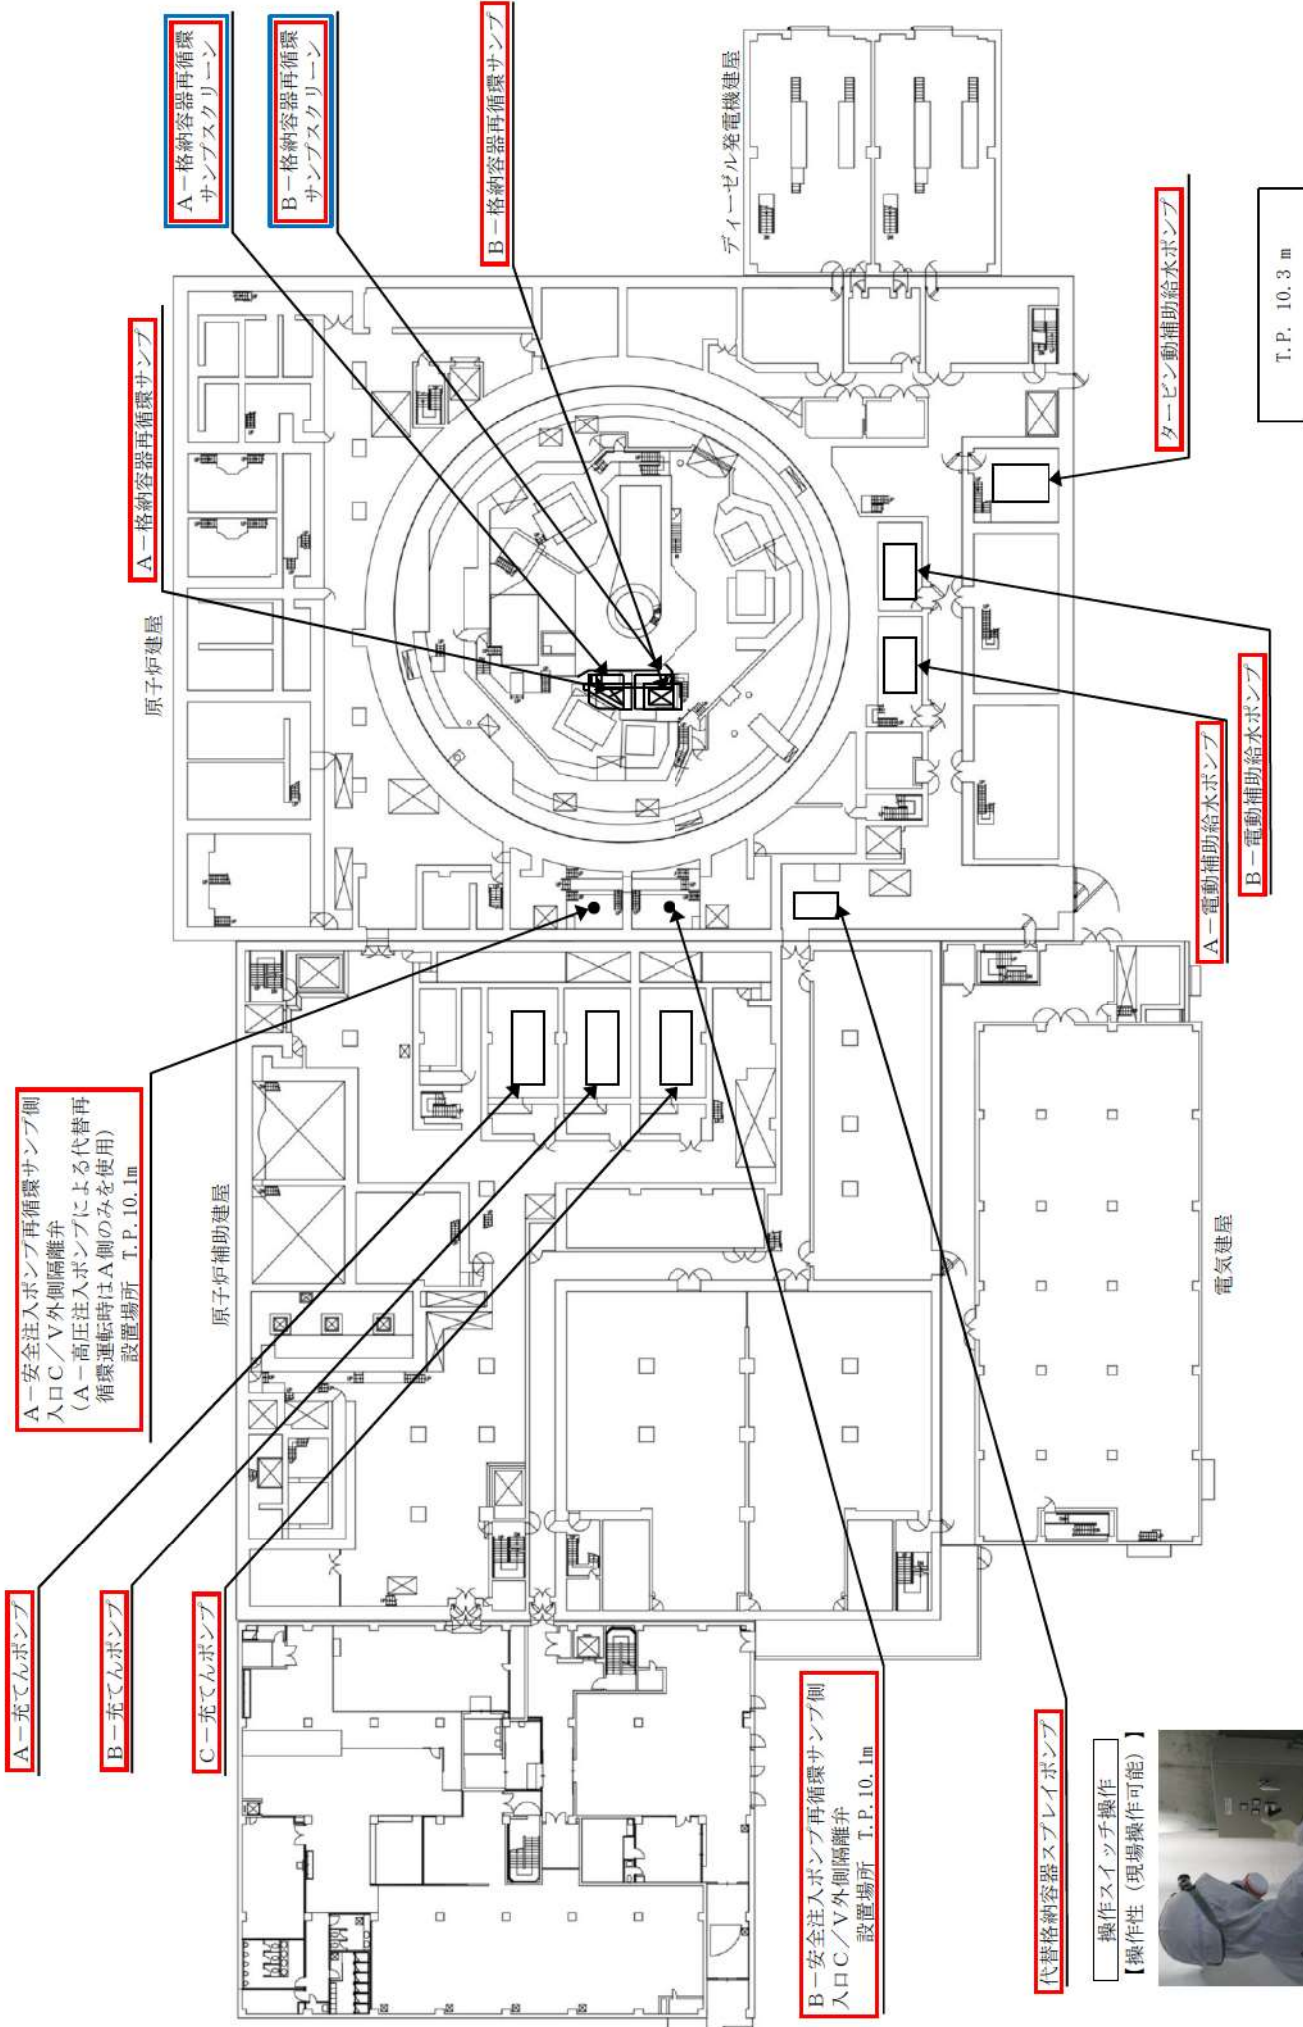 A－充てんポンプ
B－充てんポンプ
C－充てんポンプ
A－安全注入ポンプ再循環サンプ側
入口C／V外側隔離弁
（A－高圧注入ポンプによる代替再
循環運転時はA側のみを使用）
設置場所　T.P.10.1m
原子炉建屋
A－格納容器再循環サンプ
A－格納容器再循環
サンプスクリーン
B－格納容器再循環
サンプスクリーン
B－格納容器再循環サンプ
原子炉補助建屋
ディーゼル発電機建屋
B－安全注入ポンプ再循環サンプ側
入口C／V外側隔離弁
設置場所　T.P.10.1m
代替格納容器スプレイポンプ
操作スイッチ操作
【操作性（現場操作可能）】
電気建屋
A－電動補助給水ポンプ
B－電動補助給水ポンプ
タービン動補助給水ポンプ
T.P. 10.3 m